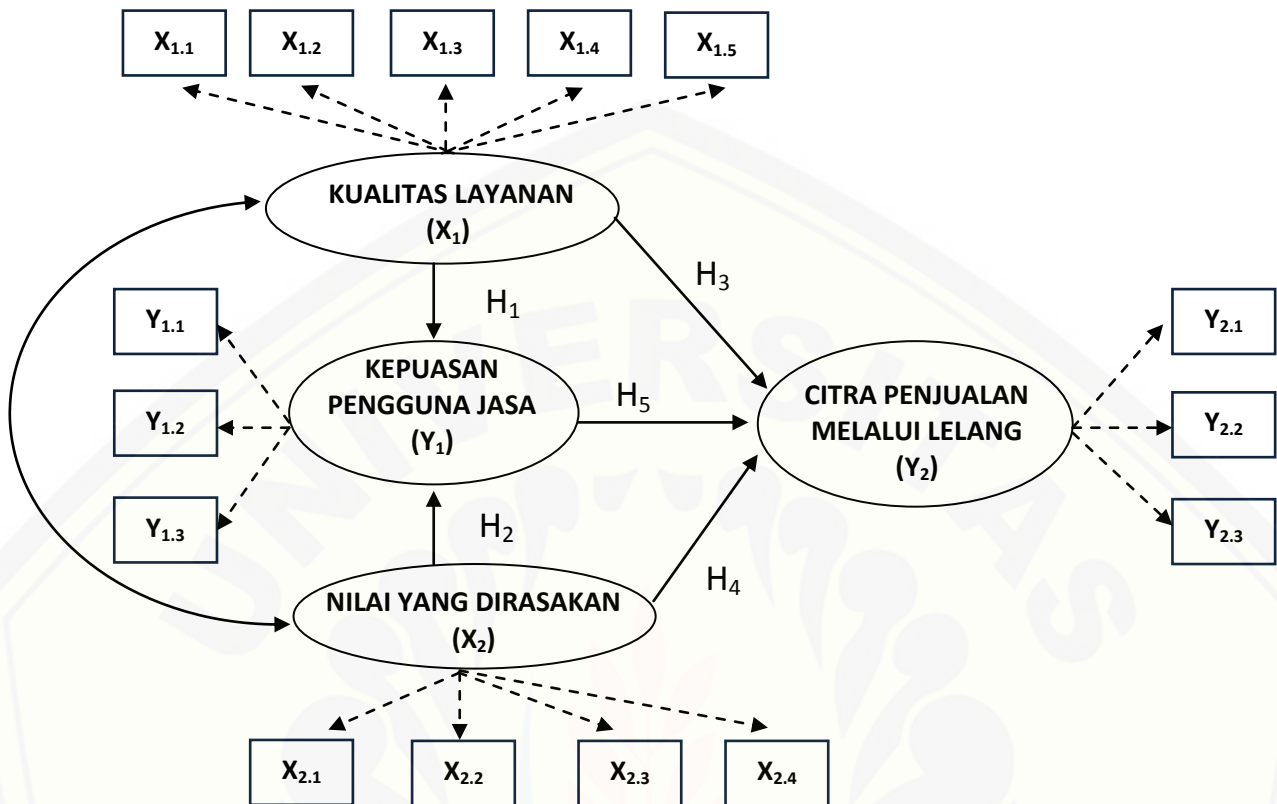 X1.1 X1.2 X1.3 X1.4 X1.5
KUALITAS LAYANAN
(X1)
H3
H1
Y1.1
Y1.2
Y1.3
KEPUASAN
PENGGUNA JASA
(Y1)
H5
CITRA PENJUALAN
MELALUI LELANG
(Y2)
Y2.1
Y2.2
Y2.3
H2
H4
NILAI YANG DIRASAKAN
(X2)
X2.1 X2.2 X2.3 X2.4
UNIVERSITAS